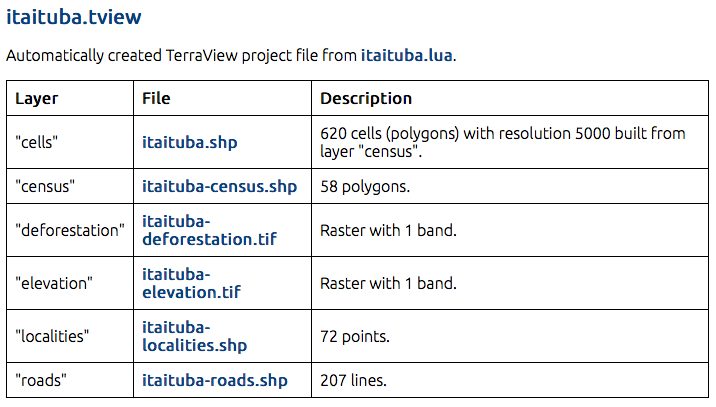 itaituba.tview
Automatically created TerraView project file from itaituba.lua.
Layer File Description
"cells" itaituba.shp 620 cells (polygons) with resolution 5000 built from
layer "census".
"census" itaituba-census.shp 58 polygons.
"deforestation" itaituba-
deforestation.tif Raster with 1 band.
"elevation" itaituba-
elevation.tif Raster with 1 band.
"localities" itaituba-
localities.shp 72 points.
"roads" itaituba-roads.shp 207 lines.